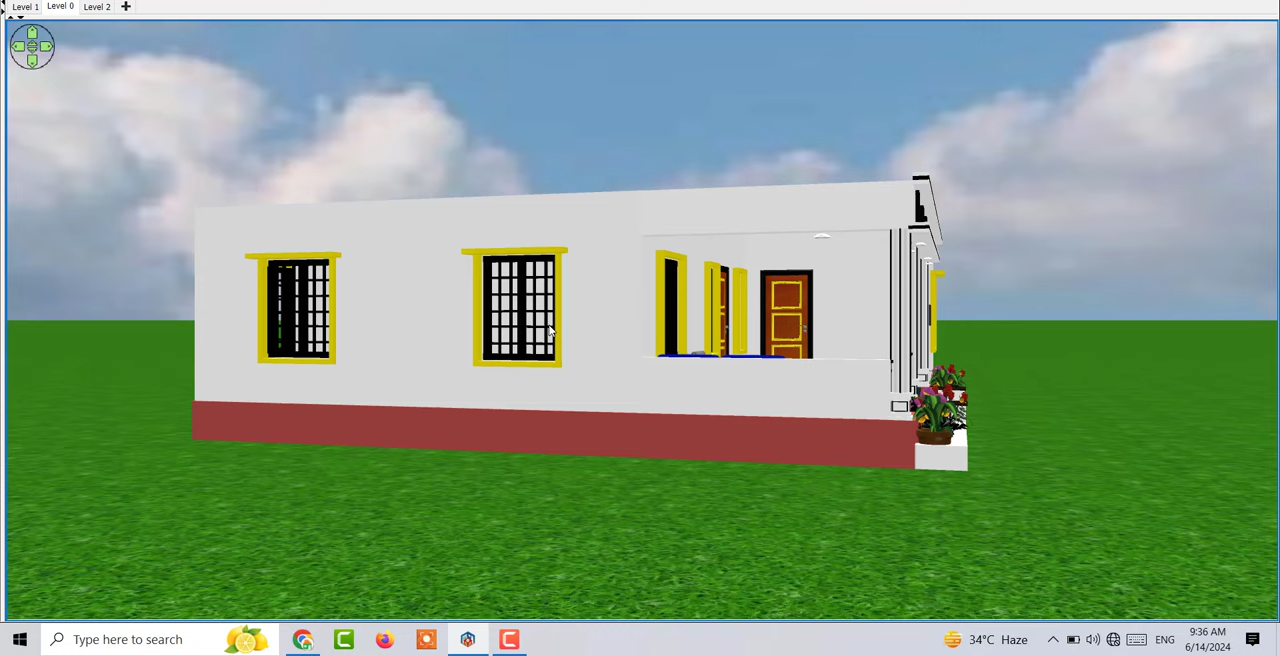 Level 1 Level 0 Level 2
Type here to search
34°C Haze
ENG
9:36 AM
6/14/2024